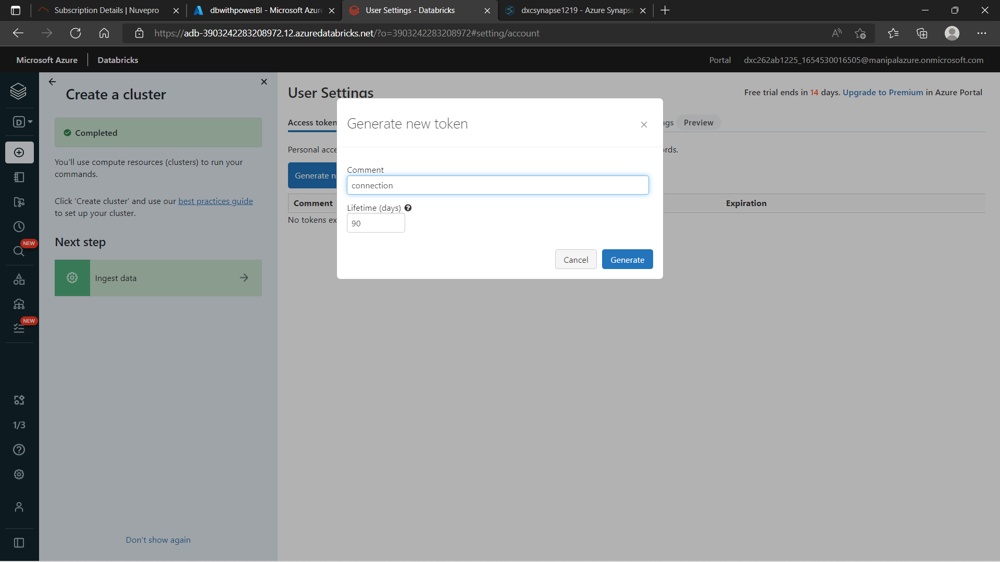 Subscription Details | Nuvepro
dbwithpowerBI - Microsoft Azure
User Settings - Databricks
dxcsynapse1219 - Azure Synapse
https://adb-3903242283208972.12.azuredatabricks.net/?o=3903242283208972#setting/account
Microsoft Azure
Databricks
Portal
dxc262ab1225_1654530016505@manipalazure.onmicrosoft.com
Create a cluster
Completed
You'll use compute resources (clusters) to run your
commands.
Click 'Create cluster' and use our best practices guide
to set up your cluster.
Next step
Ingest data
Don't show again
D
NEW
NEW
1/3
User Settings
Free trial ends in 14 days. Upgrade to Premium in Azure Portal
Access token
ngs
Preview
Personal acce
rds.
Generate n
Comment
Expiration
No tokens ex
Generate new token
Comment
connection
Lifetime (days)
90
Cancel
Generate